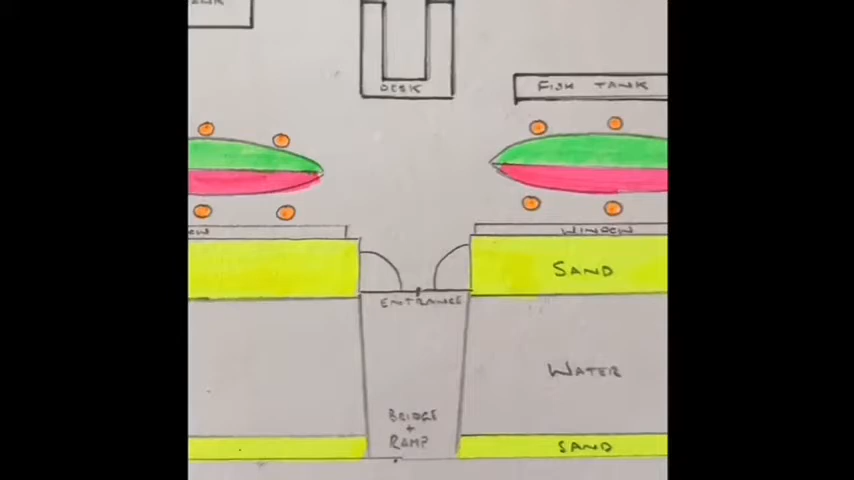 DESK
FISH TANK
WINDOW
SAND
ENTRANCE
WATER
BRIDGE
+
RAMP
SAND